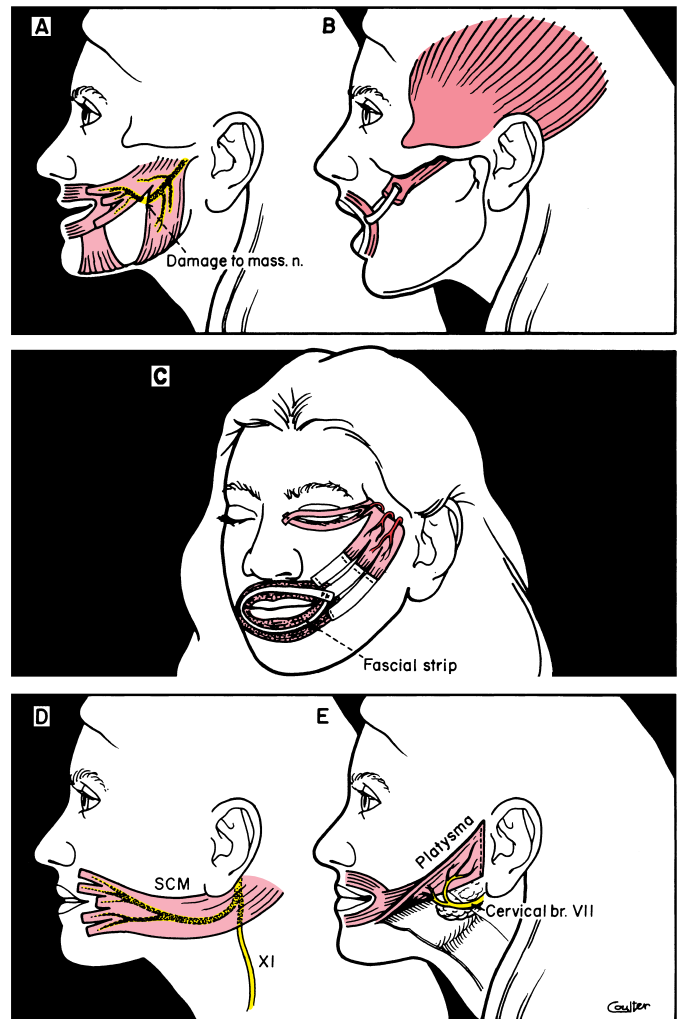 A
B
Damage to mass. n.
C
Fascial strip
D
E
SCM
XI
Platysma
Cervical br. VII
Coulter